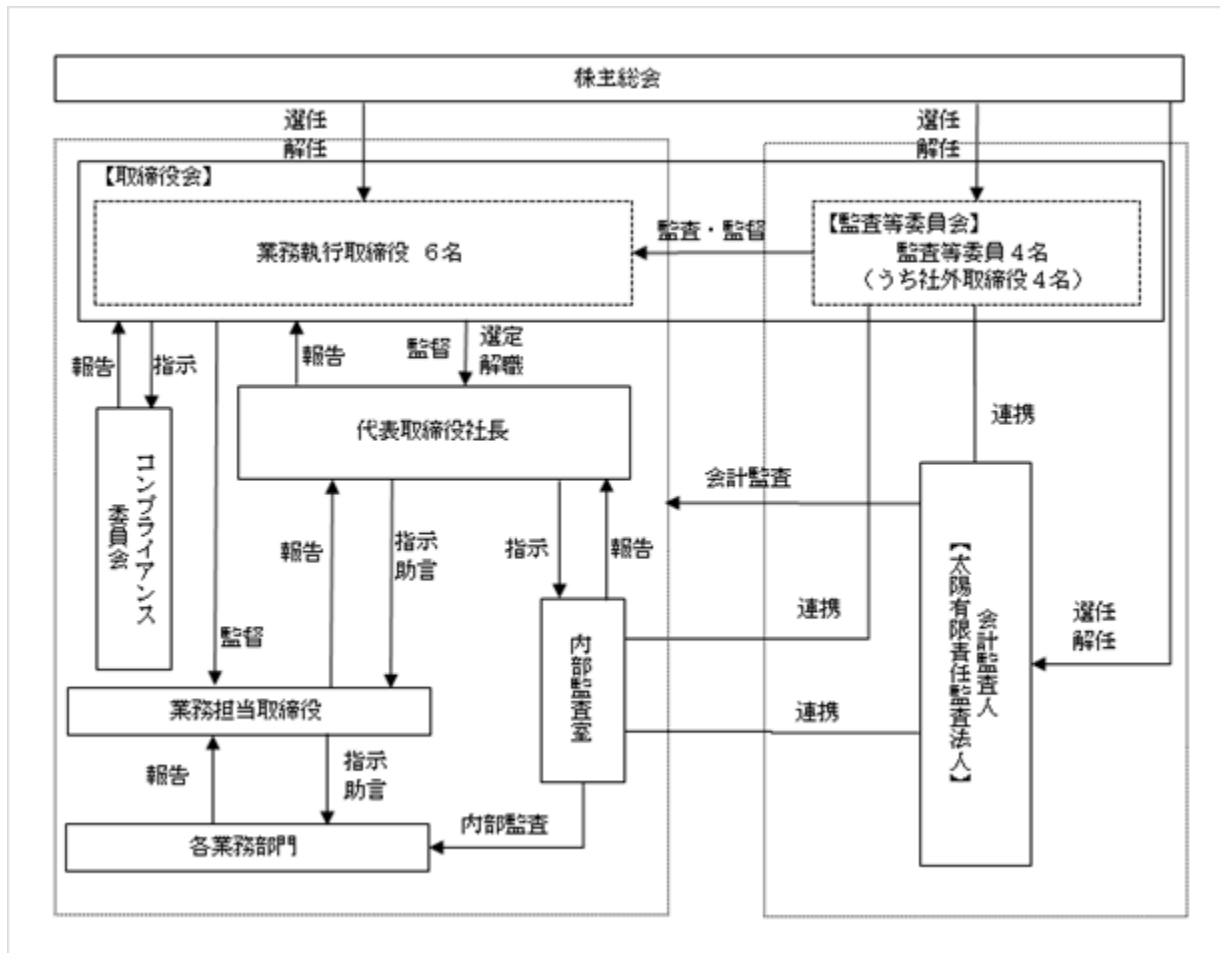 株主総会
選任
解任
選任
解任
【取締役会】
業務執行取締役 6名
監査・監督
【監査等委員会】
監査等委員4名
（うち社外取締役4名）
報告
指示
報告
監督
選定
解職
代表取締役社長
連携
コンプライアンス
委員会
会計監査
報告
指示
助言
指示
報告
監督
内部監査室
連携
連携
会計監査人
【太陽有限責任監査法人】
選任
解任
業務担当取締役
報告
指示
助言
内部監査
各業務部門